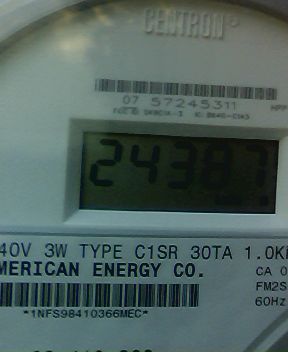 CENTRON®
07 57245311
24387
40V 3W TYPE C1SR 30TA 1.0K
MERICAN ENERGY CO.
CA 0
FM2S
60Hz
*1NFS98410366MEC*